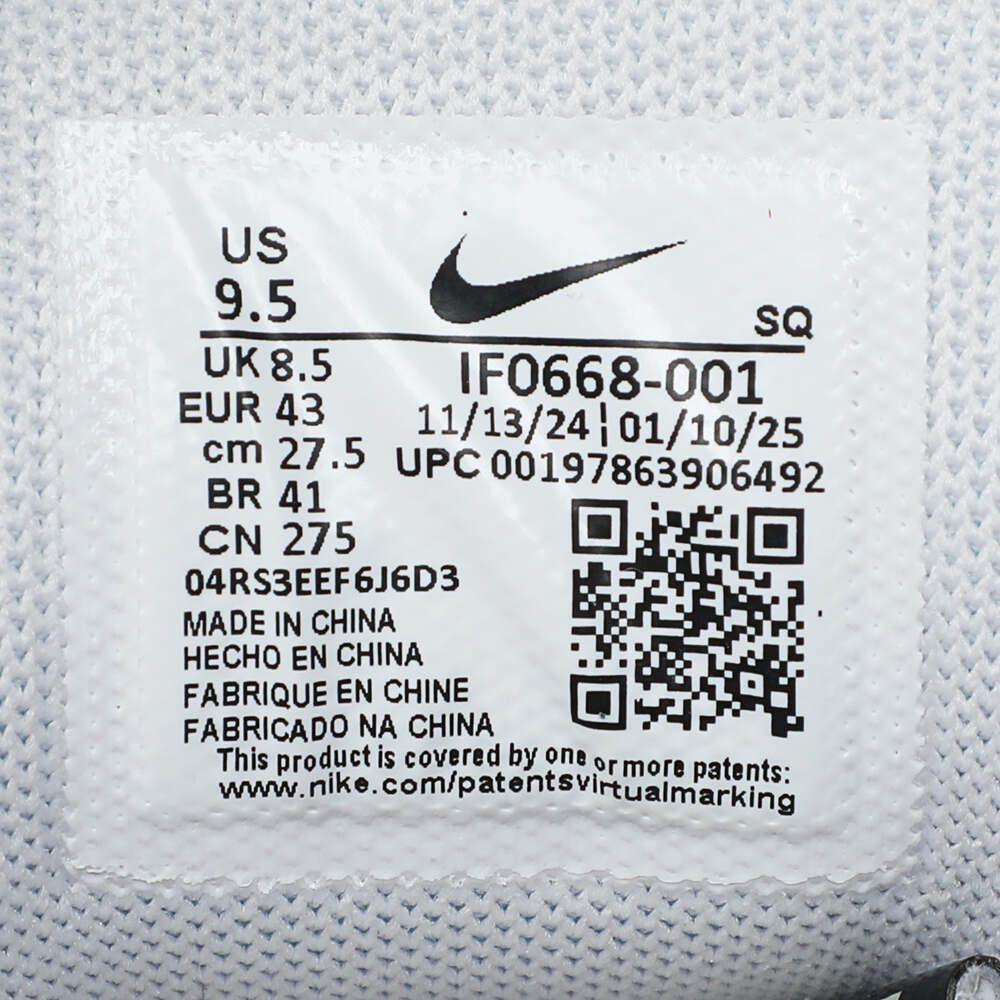 US
9.5
SQ
UK 8.5
EUR 43
cm 27.5
BR 41
CN 275
IF0668-001
11/13/24 | 01/10/25
UPC 00197863906492
04RS3EEF6J6D3
MADE IN CHINA
HECHO EN CHINA
FABRIQUE EN CHINE
FABRICADO NA CHINA
This product is covered by one or more patents:
www.nike.com/patentsvirtualmarking